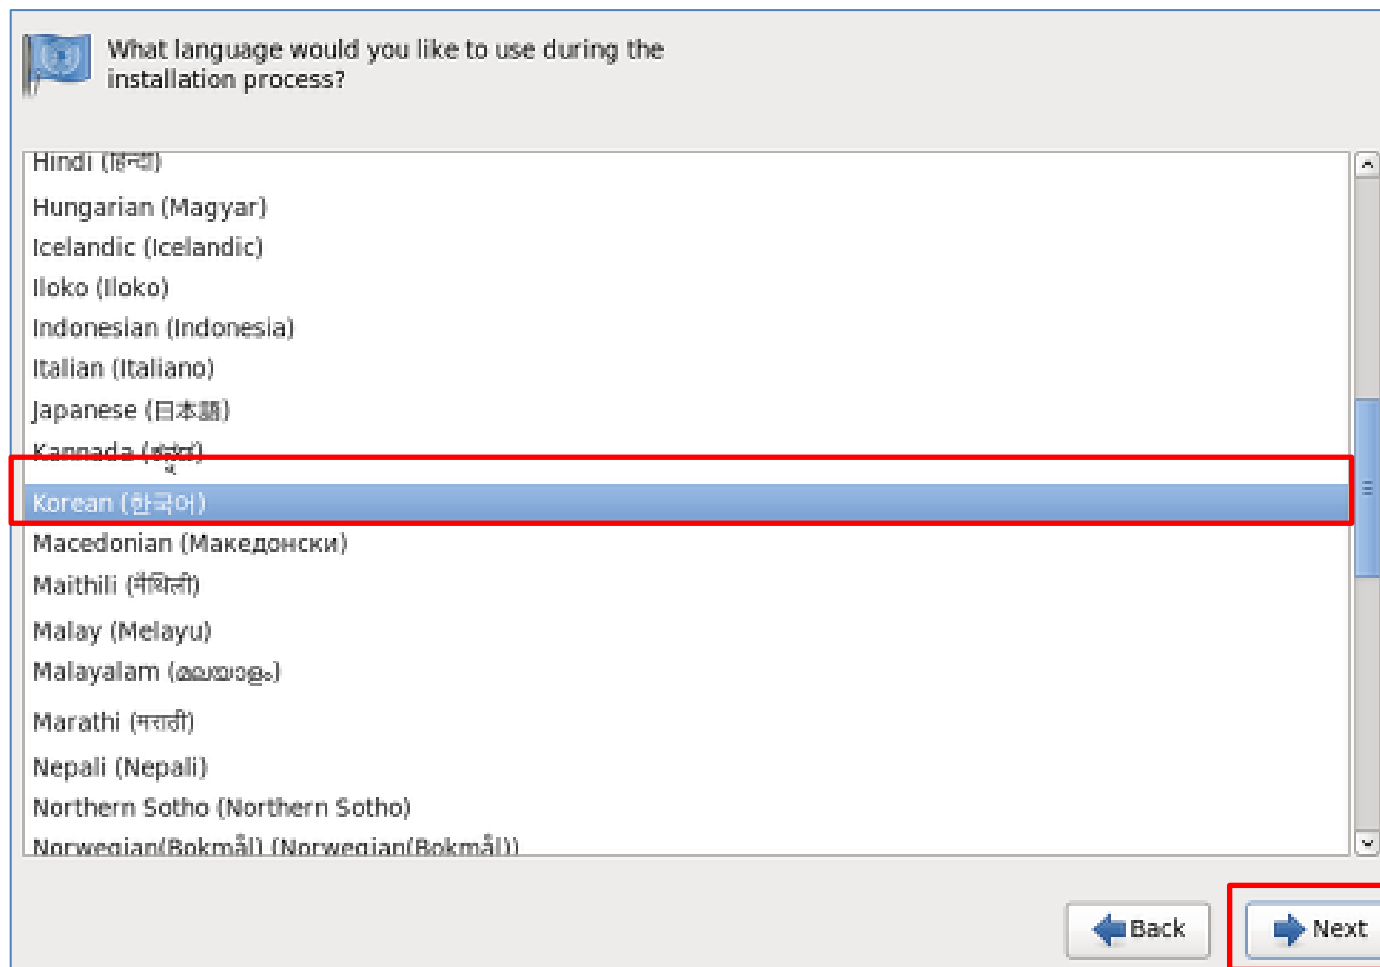 What language would you like to use during the
installation process?
Hindi (हिन्दी)
Hungarian (Magyar)
Icelandic (Icelandic)
Iloko (Iloko)
Indonesian (Indonesia)
Italian (Italiano)
Japanese (日本語)
Kannada (ಕನ್ನಡ)
Korean (한국어)
Macedonian (Македонски)
Maithili (मैथिली)
Malay (Melayu)
Malayalam (മലയാളം)
Marathi (मराठी)
Nepali (Nepali)
Northern Sotho (Northern Sotho)
Norwegian(Bokmål) (Norwegian(Bokmål))
Back
Next